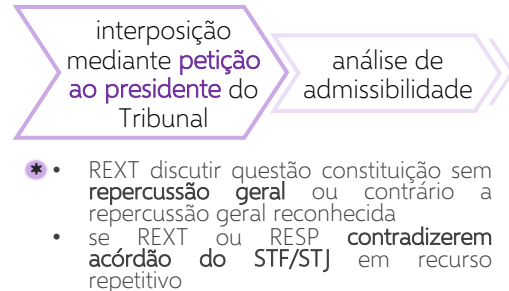 interposição
mediante petição
ao presidente do
Tribunal
análise de
admissibilidade
* • REXT discutir questão constituição sem
repercussão geral ou contrário a
repercussão geral reconhecida
• se REXT ou RESP contradizerem
acórdão do STF/STJ em recurso
repetitivo